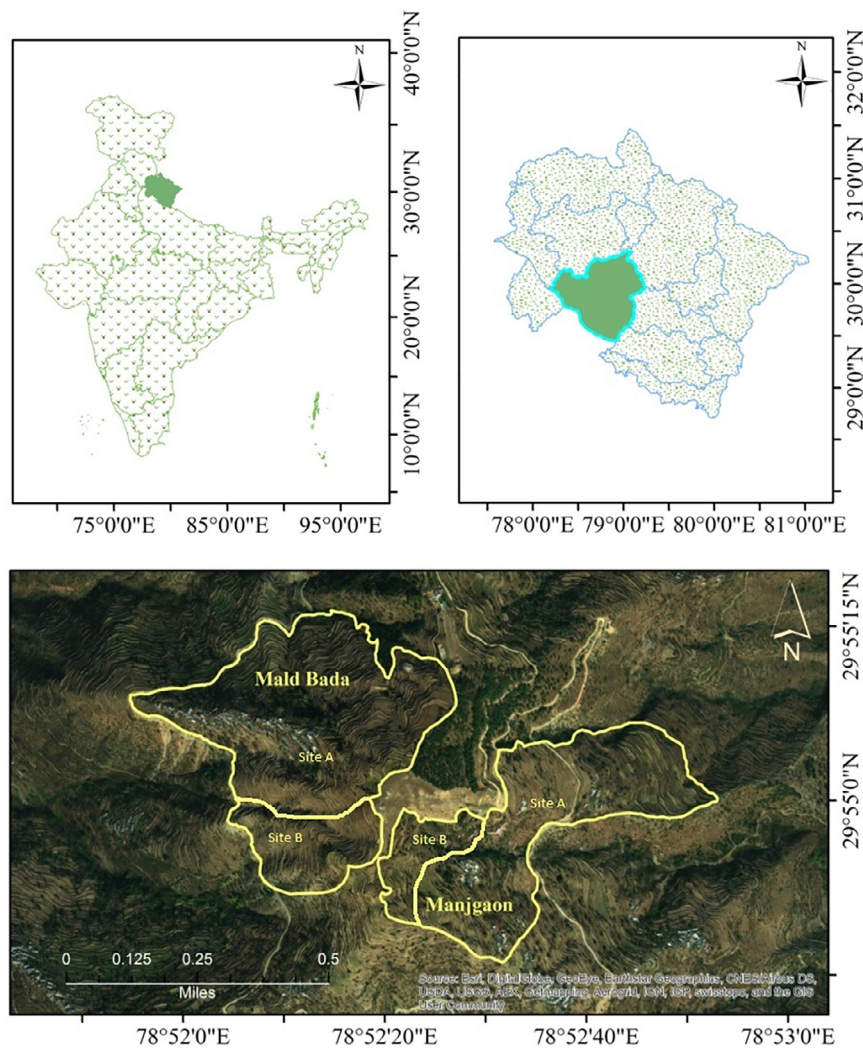 N
40°0'0"N
30°0'0"N
20°0'0"N
10°0'0"N
75°0'0"E 85°0'0"E 95°0'0"E
N
32°0'0"N
31°0'0"N
30°0'0"N
29°0'0"N
78°0'0"E 79°0'0"E 80°0'0"E 81°0'0"E
N
29°55'15"N
29°55'0"N
Mald Bada
Site A
Site A
Site B
Site B
Manjgaon
0 0.125 0.25 0.5
Miles
Source: Esri, DigitalGlobe, GeoEye, Earthstar Geographics, CNES/Airbus DS,
USDA, USGS, AEX, Getmapping, Aerogrid, IGN, IGP, swisstopo, and the GIS
User Community
78°52'0"E 78°52'20"E 78°52'40"E 78°53'0"E